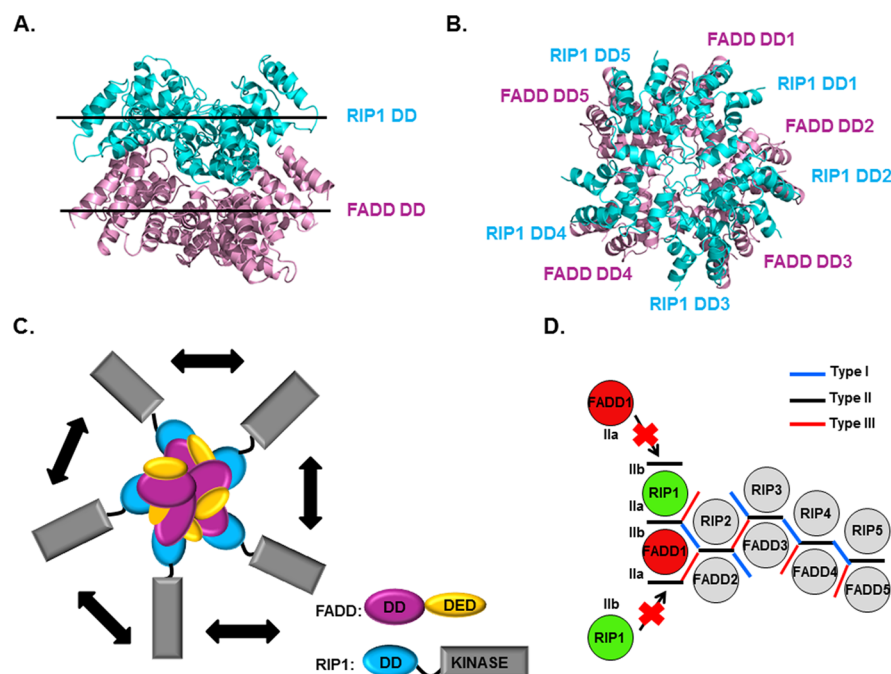 A.
RIP1 DD
FADD DD
B.
FADD DD1
RIP1 DD5
RIP1 DD1
FADD DD5
FADD DD2
RIP1 DD2
RIP1 DD4
FADD DD4
FADD DD3
RIP1 DD3
C.
FADD: DD DED
RIP1: DD KINASE
D.
Type I
Type II
Type III
FADD1
IIa
IIb
RIP1
IIa
IIb
FADD1
IIa
IIb
RIP1
RIP2
FADD2
RIP3
FADD3
RIP4
FADD4
RIP5
FADD5